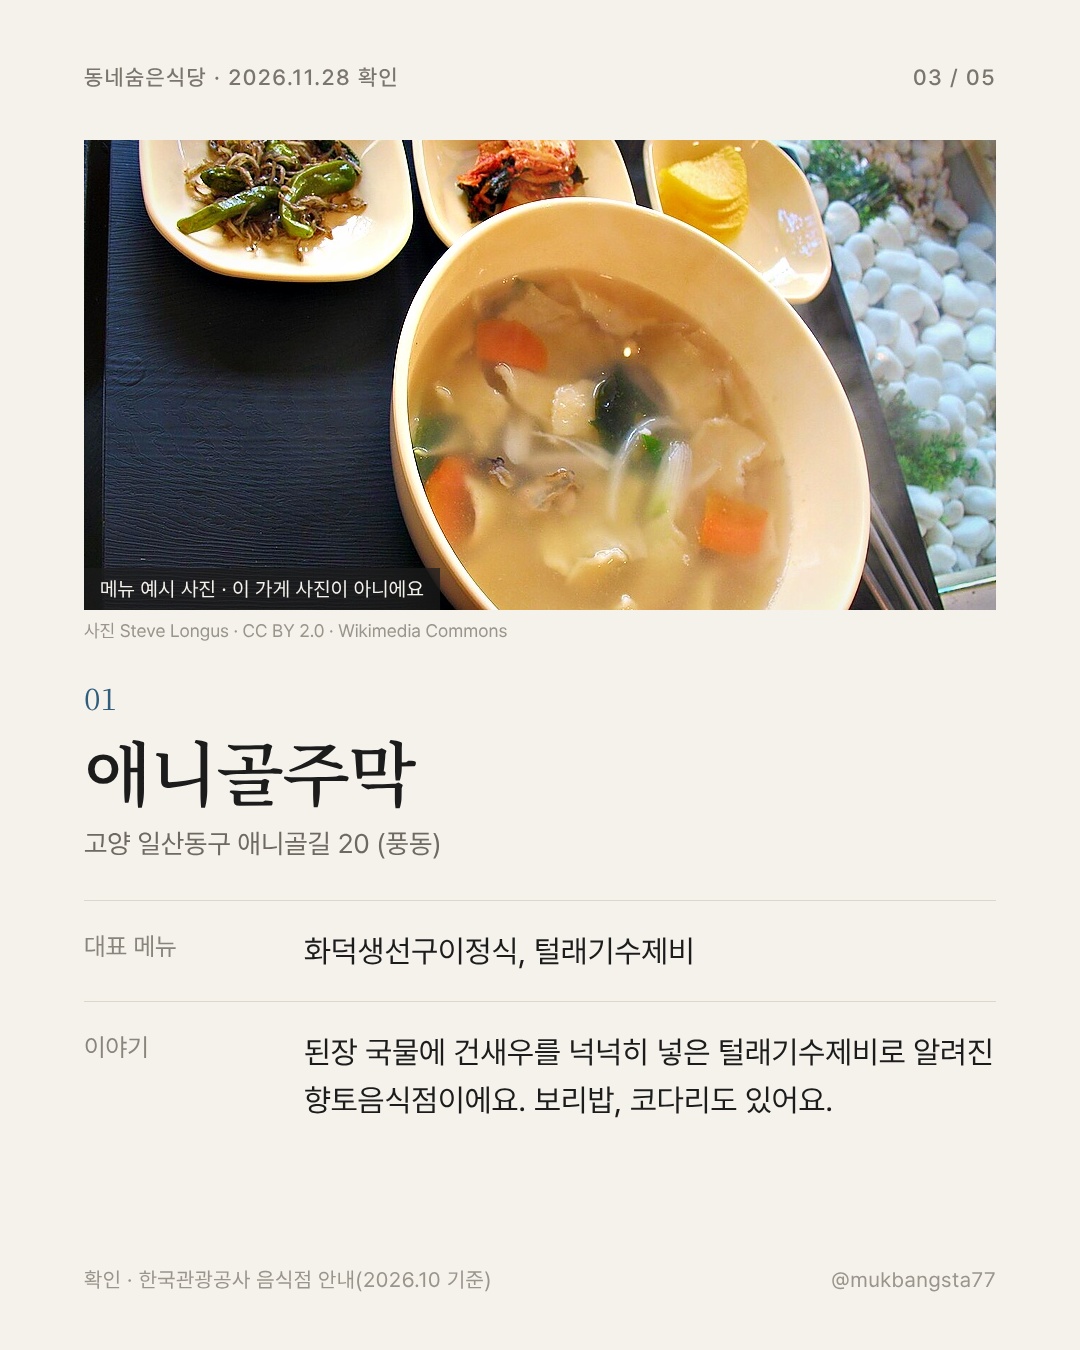 동네숨은식당 · 2026.11.28 확인
03 / 05
메뉴 예시 사진 · 이 가게 사진이 아니에요
사진 Steve Longus · CC BY 2.0 · Wikimedia Commons
01
애니골주막
고양 일산동구 애니골길 20 (풍동)
대표 메뉴
화덕생선구이정식, 털래기수제비
이야기
된장 국물에 건새우를 넉넉히 넣은 털래기수제비로 알려진
향토음식점이에요. 보리밥, 코다리도 있어요.
확인 · 한국관광공사 음식점 안내(2026.10 기준)
@mukbangsta77